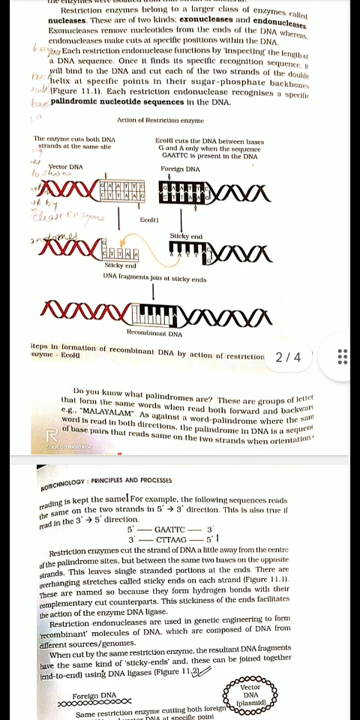 Restriction enzymes belong to a larger class of enzymes called
nucleases. These are of two kinds; exonucleases and endonucleases.
Exonucleases remove nucleotides from the ends of the DNA whereas,
endonucleases make cuts at specific positions within the DNA.
Each restriction endonuclease functions by 'inspecting' the length of
a DNA sequence. Once it finds its specific recognition sequence, it
will bind to the DNA and cut each of the two strands of the double
helix at specific points in their sugar-phosphate backbones
(Figure 11.1). Each restriction endonuclease recognises a specific
palindromic nucleotide sequences in the DNA.
Action of Restriction enzyme
The enzyme cuts both DNA
strands at the same site
EcoRI cuts the DNA between bases
G and A only when the sequence
GAATTC is present in the DNA
Vector DNA
Foreign DNA
EcoRI
Sticky end
Sticky end
DNA fragments join at sticky ends
Recombinant DNA
Steps in formation of recombinant DNA by action of restriction
enzyme - EcoRI
2 / 4
Do you know what palindromes are? These are groups of letter
that form the same words when read both forward and backward
e.g., "MALAYALAM". As against a word-palindrome where the same
word is read in both directions, the palindrome in DNA is a sequence
of base pairs that reads same on the two strands when orientation
BIOTECHNOLOGY : PRINCIPLES AND PROCESSES
reading is kept the same. For example, the following sequences reads
the same on the two strands in 5' → 3' direction. This is also true if
read in the 3' → 5' direction.
5' — GAATTC — 3'
3' — CTTAAG — 5'
Restriction enzymes cut the strand of DNA a little away from the centre
of the palindrome sites, but between the same two bases on the opposite
strands. This leaves single stranded portions at the ends. There are
overhanging stretches called sticky ends on each strand (Figure 11.1).
These are named so because they form hydrogen bonds with their
complementary cut counterparts. This stickiness of the ends facilitates
the action of the enzyme DNA ligase.
Restriction endonucleases are used in genetic engineering to form
'recombinant' molecules of DNA, which are composed of DNA from
different sources/genomes.
When cut by the same restriction enzyme, the resultant DNA fragments
have the same kind of 'sticky-ends' and, these can be joined together
(end-to-end) using DNA ligases (Figure 11.2).
Foreign DNA
Vector
DNA
(plasmid)
Same restriction enzyme cutting both foreign
DNA at specific point